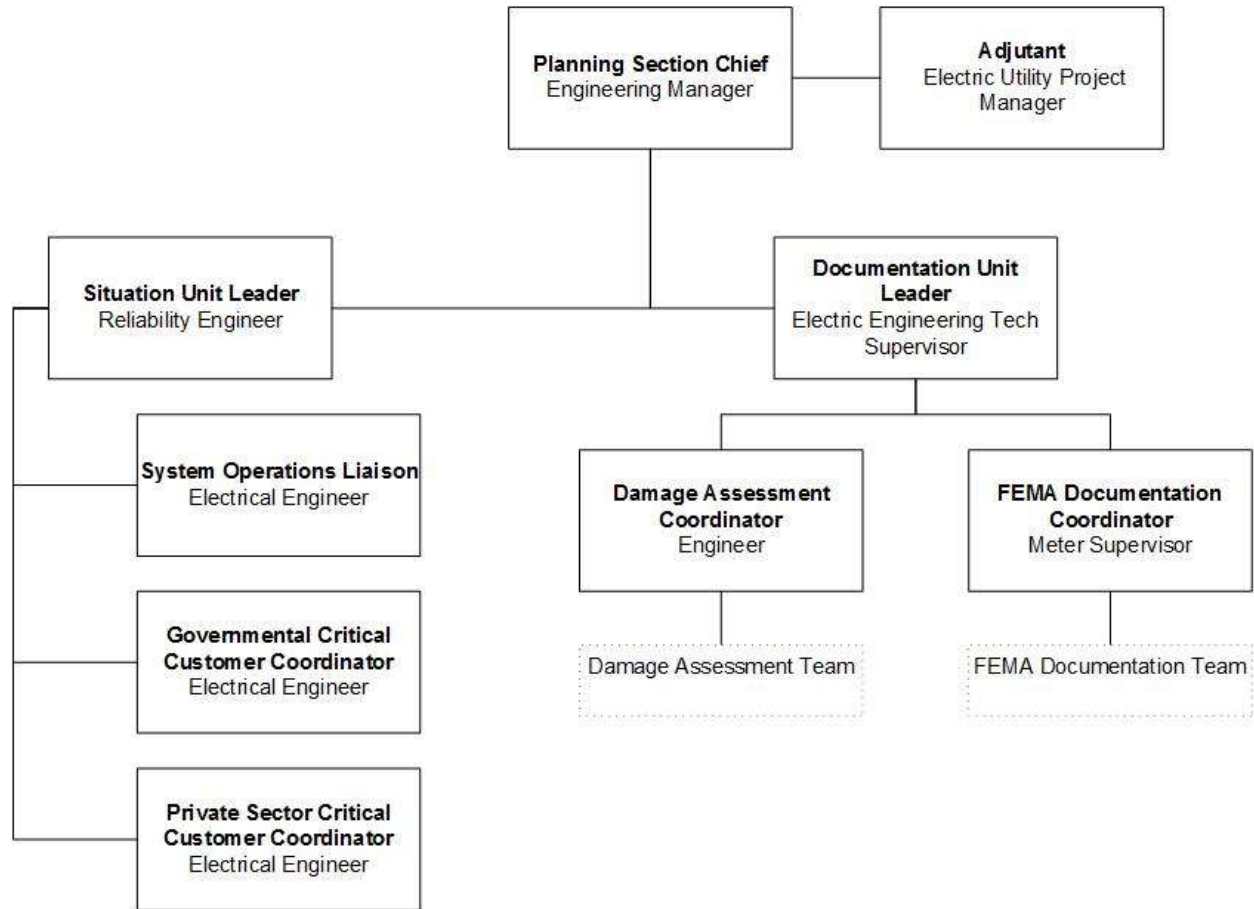 Planning Section Chief
Engineering Manager
Adjutant
Electric Utility Project
Manager
Situation Unit Leader
Reliability Engineer
Documentation Unit
Leader
Electric Engineering Tech
Supervisor
System Operations Liaison
Electrical Engineer
Governmental Critical
Customer Coordinator
Electrical Engineer
Private Sector Critical
Customer Coordinator
Electrical Engineer
Damage Assessment
Coordinator
Engineer
FEMA Documentation
Coordinator
Meter Supervisor
Damage Assessment Team
FEMA Documentation Team